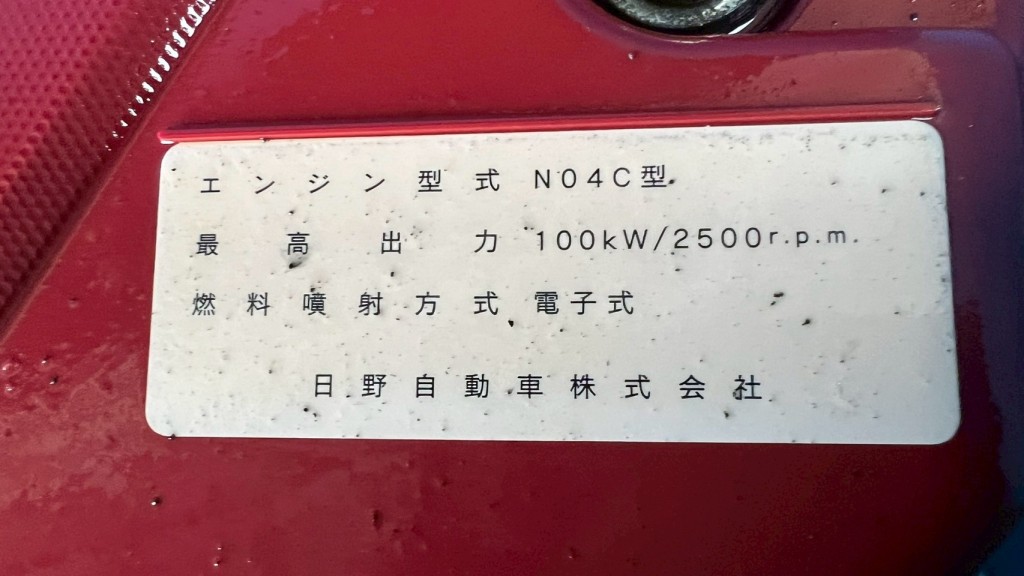 エンジン型式 N04C型
最高出力 100kW/2500r.p.m.
燃料噴射方式 電子式
日野自動車株式会社